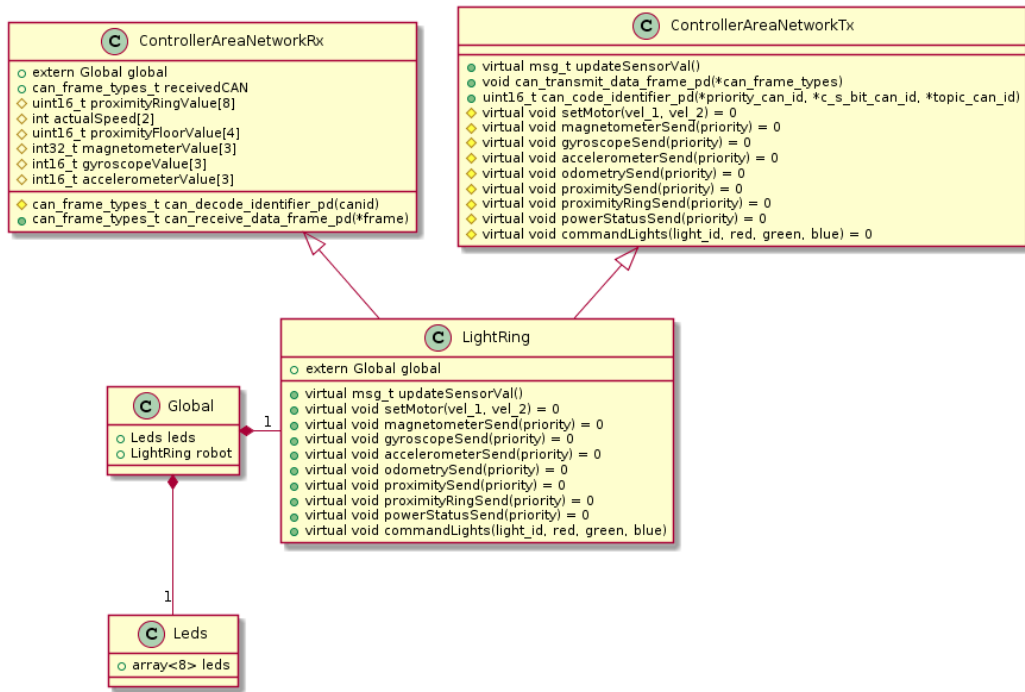 C ControllerAreaNetworkRx
extern Global global
can_frame_types_t receivedCAN
uint16_t proximityRingValue[8]
int actualSpeed[2]
uint16_t proximityFloorValue[4]
int32_t magnetometerValue[3]
int16_t gyroscopeValue[3]
int16_t accelerometerValue[3]
can_frame_types_t can_decode_identifier_pd(canid)
can_frame_types_t can_receive_data_frame_pd(*frame)
C ControllerAreaNetworkTx
virtual msg_t updateSensorVal()
void can_transmit_data_frame_pd(*can_frame_types)
uint16_t can_code_identifier_pd(*priority_can_id, *c_s_bit_can_id, *topic_can_id)
virtual void setMotor(vel_1, vel_2) = 0
virtual void magnetometerSend(priority) = 0
virtual void gyroscopeSend(priority) = 0
virtual void accelerometerSend(priority) = 0
virtual void odometrySend(priority) = 0
virtual void proximitySend(priority) = 0
virtual void proximityRingSend(priority) = 0
virtual void powerStatusSend(priority) = 0
virtual void commandLights(light_id, red, green, blue) = 0
C LightRing
extern Global global
virtual msg_t updateSensorVal()
virtual void setMotor(vel_1, vel_2) = 0
virtual void magnetometerSend(priority) = 0
virtual void gyroscopeSend(priority) = 0
virtual void accelerometerSend(priority) = 0
virtual void odometrySend(priority) = 0
virtual void proximitySend(priority) = 0
virtual void proximityRingSend(priority) = 0
virtual void powerStatusSend(priority) = 0
virtual void commandLights(light_id, red, green, blue)
C Global
Leds leds
LightRing robot
1
1
C Leds
array<8> leds